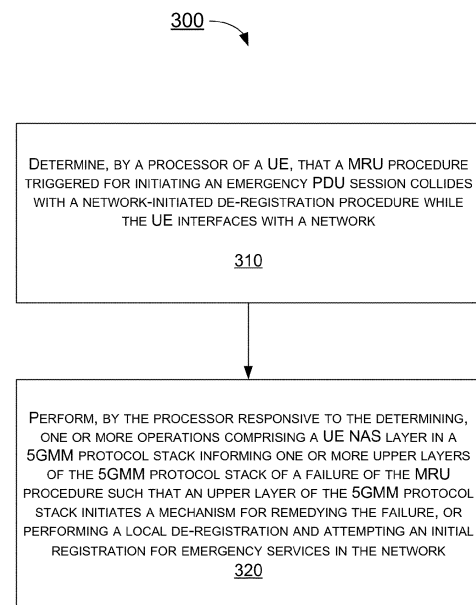 300
DETERMINE, BY A PROCESSOR OF A UE, THAT A MRU PROCEDURE
TRIGGERED FOR INITIATING AN EMERGENCY PDU SESSION COLLIDES
WITH A NETWORK-INITIATED DE-REGISTRATION PROCEDURE WHILE
THE UE INTERFACES WITH A NETWORK
310
PERFORM, BY THE PROCESSOR RESPONSIVE TO THE DETERMINING,
ONE OR MORE OPERATIONS COMPRISING A UE NAS LAYER IN A
5GMM PROTOCOL STACK INFORMING ONE OR MORE UPPER LAYERS
OF THE 5GMM PROTOCOL STACK OF A FAILURE OF THE MRU
PROCEDURE SUCH THAT AN UPPER LAYER OF THE 5GMM PROTOCOL
STACK INITIATES A MECHANISM FOR REMEDYING THE FAILURE, OR
PERFORMING A LOCAL DE-REGISTRATION AND ATTEMPTING AN INITIAL
REGISTRATION FOR EMERGENCY SERVICES IN THE NETWORK
320